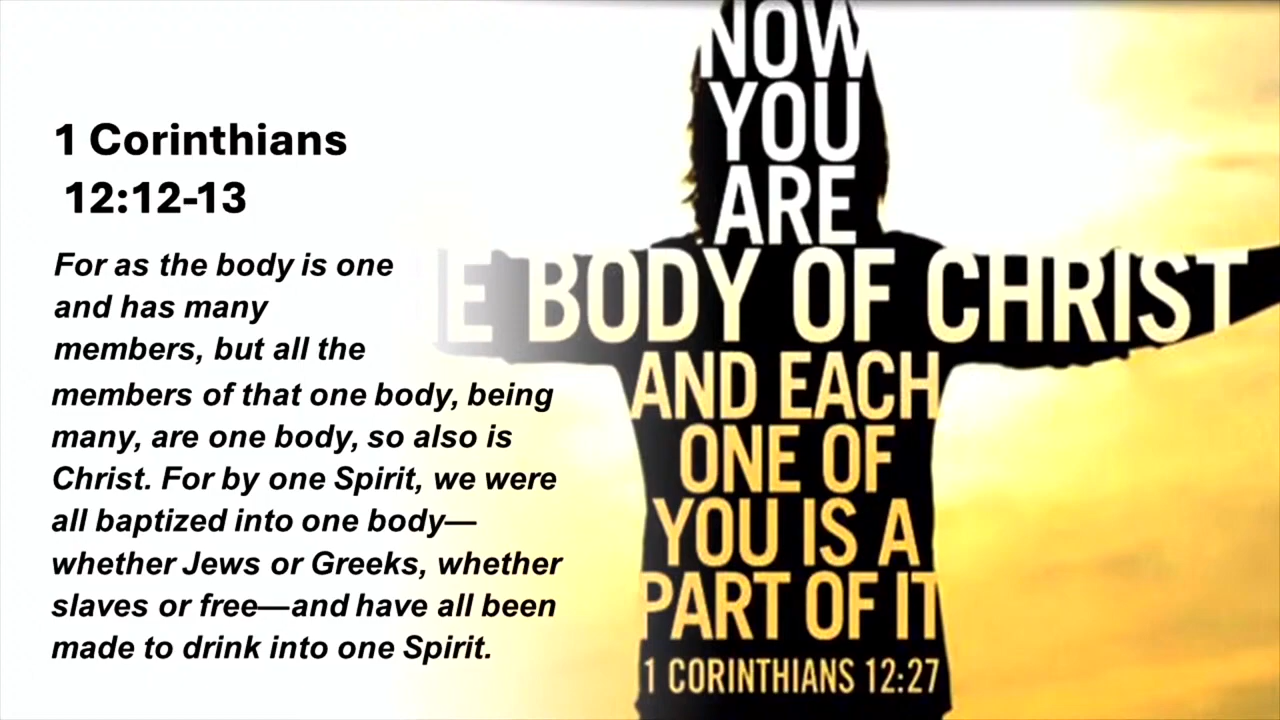 1 Corinthians
12:12-13
For as the body is one
and has many
members, but all the
members of that one body, being
many, are one body, so also is
Christ. For by one Spirit, we were
all baptized into one body—
whether Jews or Greeks, whether
slaves or free—and have all been
made to drink into one Spirit.
NOW
YOU
ARE
E BODY OF CHRIST
AND EACH
ONE OF
YOU IS A
PART OF IT
1 CORINTHIANS 12:27